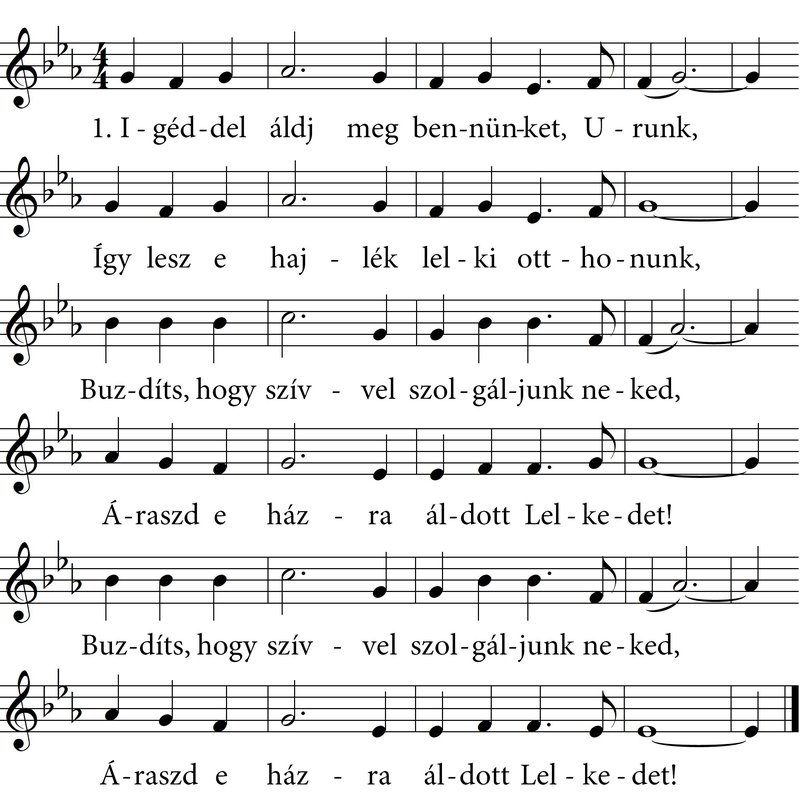 1. I - géd - del áldj meg ben - nün - ket, U - runk,
Így lesz e haj - lék lel - ki ott - ho - nunk,
Buz - díts, hogy szív - vel szol - gál - junk ne - ked,
Á - raszd e ház - ra ál - dott Lel - ke - det!
Buz - díts, hogy szív - vel szol - gál - junk ne - ked,
Á - raszd e ház - ra ál - dott Lel - ke - det!